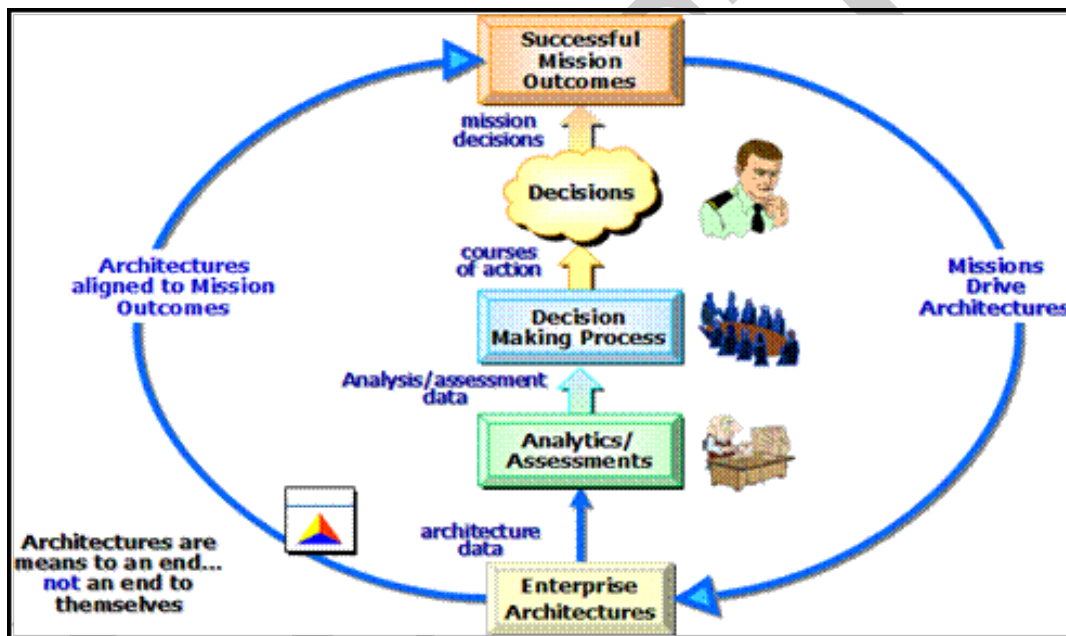 Successful
Mission
Outcomes
mission
decisions
Decisions
courses
of action
Architectures
aligned to Mission
Outcomes
Missions
Drive
Architectures
Decision
Making Process
Analysis/assessment
data
Analytics/
Assessments
architecture
data
Architectures are
means to an end...
not an end to
themselves
Enterprise
Architectures